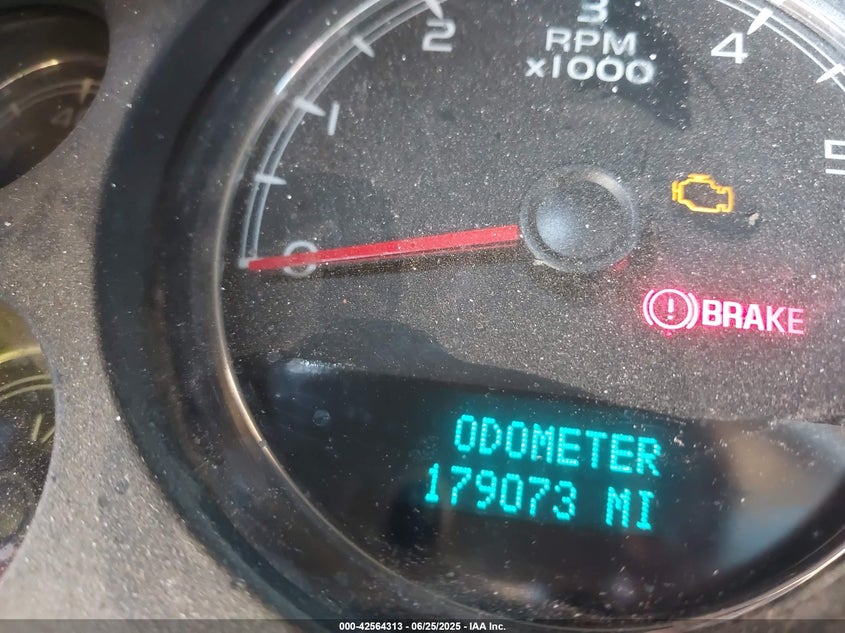 3
2
4
RPM
x1000
1
5
0
BRAKE
ODOMETER
179073 MI
000-42564313 - 06/25/2025 - IAA Inc.